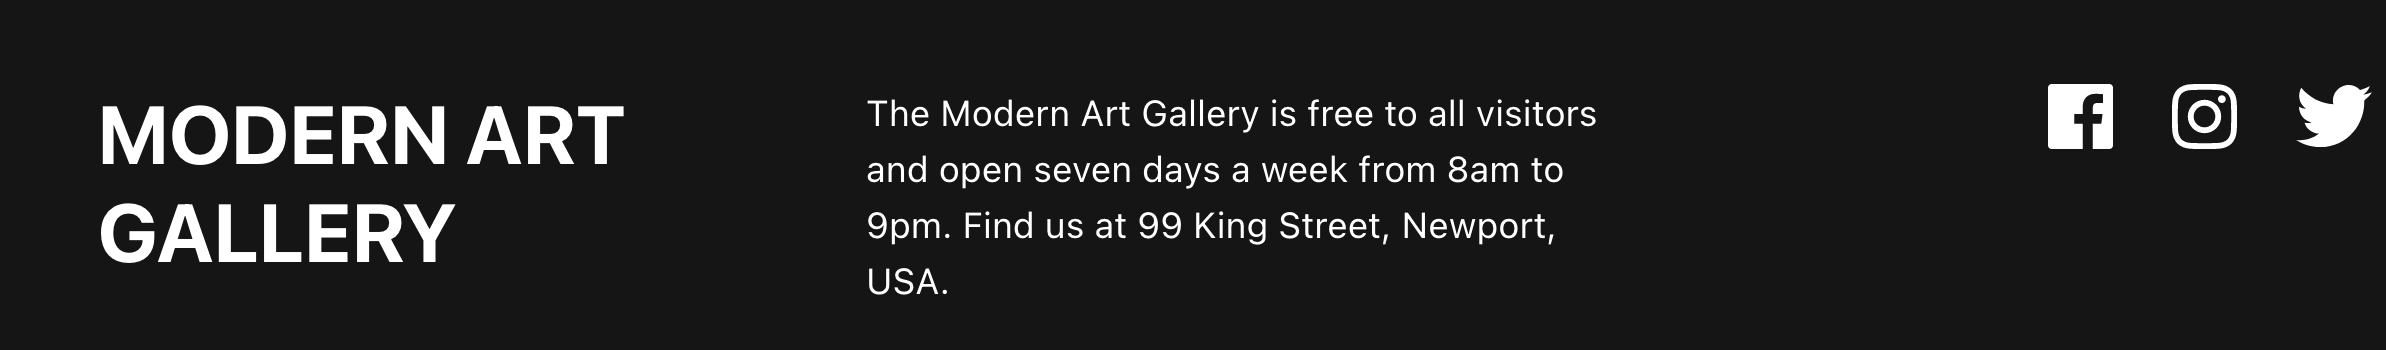 MODERN ART
GALLERY
The Modern Art Gallery is free to all visitors
and open seven days a week from 8am to
9pm. Find us at 99 King Street, Newport,
USA.